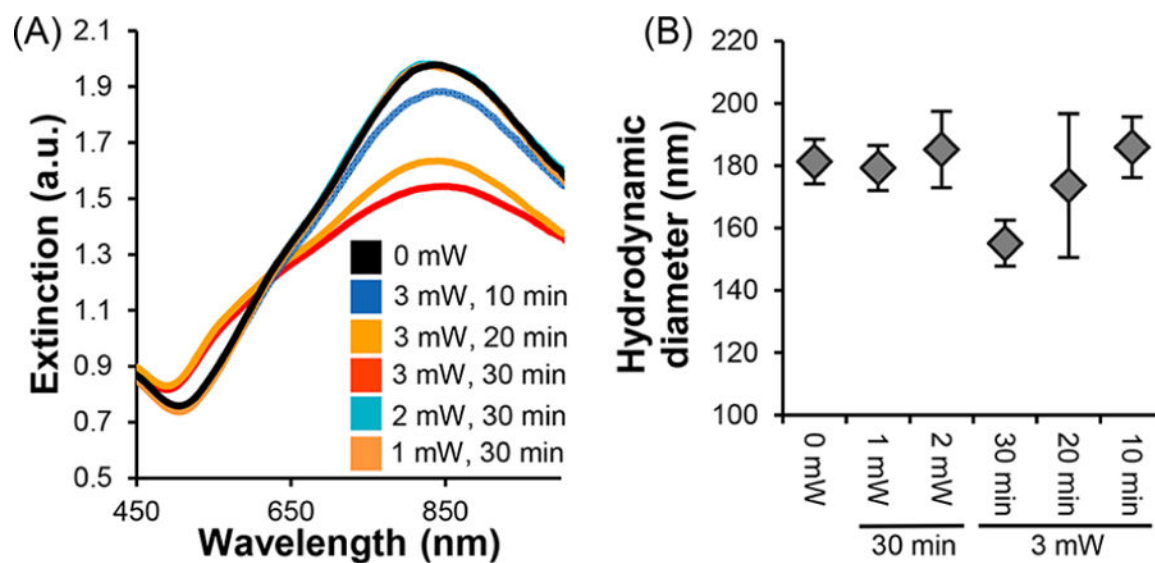 (A)
2.1
1.9
1.7
1.5
1.3
1.1
0.9
0.7
0.5
Extinction (a.u.)
450
650
850
Wavelength (nm)
0 mW
3 mW, 10 min
3 mW, 20 min
3 mW, 30 min
2 mW, 30 min
1 mW, 30 min
(B)
220
200
180
160
140
120
100
Hydrodynamic
diameter (nm)
0 mW
1 mW
2 mW
30 min
20 min
10 min
30 min
3 mW